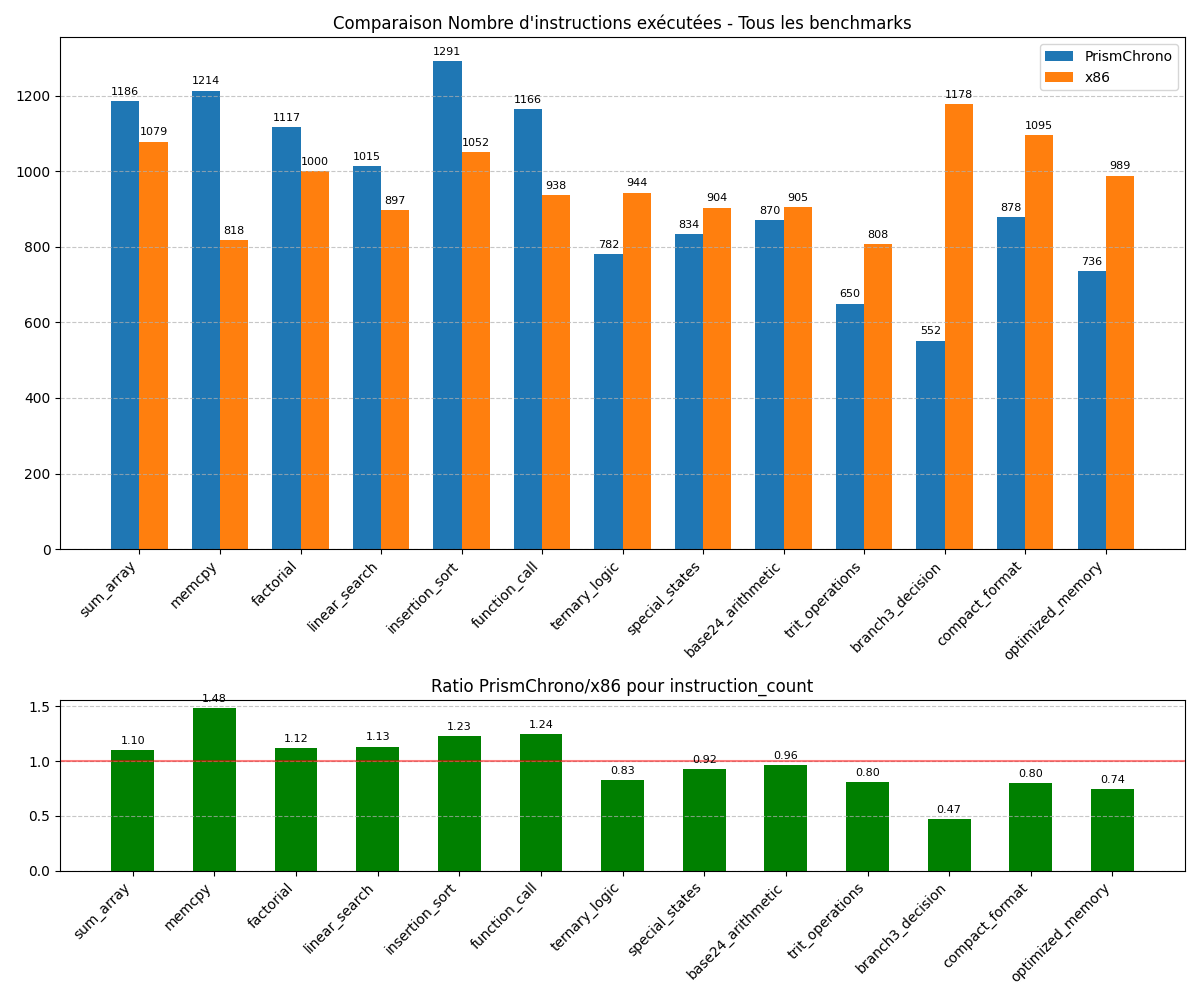 Comparaison Nombre d'instructions exécutées - Tous les benchmarks
PrismChrono
x86
1200
1000
800
600
400
200
0
1186 1079
1214 818
1117 1000
1015 897
1291 1052
1166 938
782 944
834 904
870 905
650 808
552 1178
878 1095
736 989
sum_array
memcpy
factorial
linear_search
insertion_sort
function_call
ternary_logic
special_states
base24_arithmetic
trit_operations
branch3_decision
compact_format
optimized_memory
Ratio PrismChrono/x86 pour instruction_count
1.5
1.0
0.5
0.0
1.10
1.48
1.12
1.13
1.23
1.24
0.83
0.92
0.96
0.80
0.47
0.80
0.74
sum_array
memcpy
factorial
linear_search
insertion_sort
function_call
ternary_logic
special_states
base24_arithmetic
trit_operations
branch3_decision
compact_format
optimized_memory